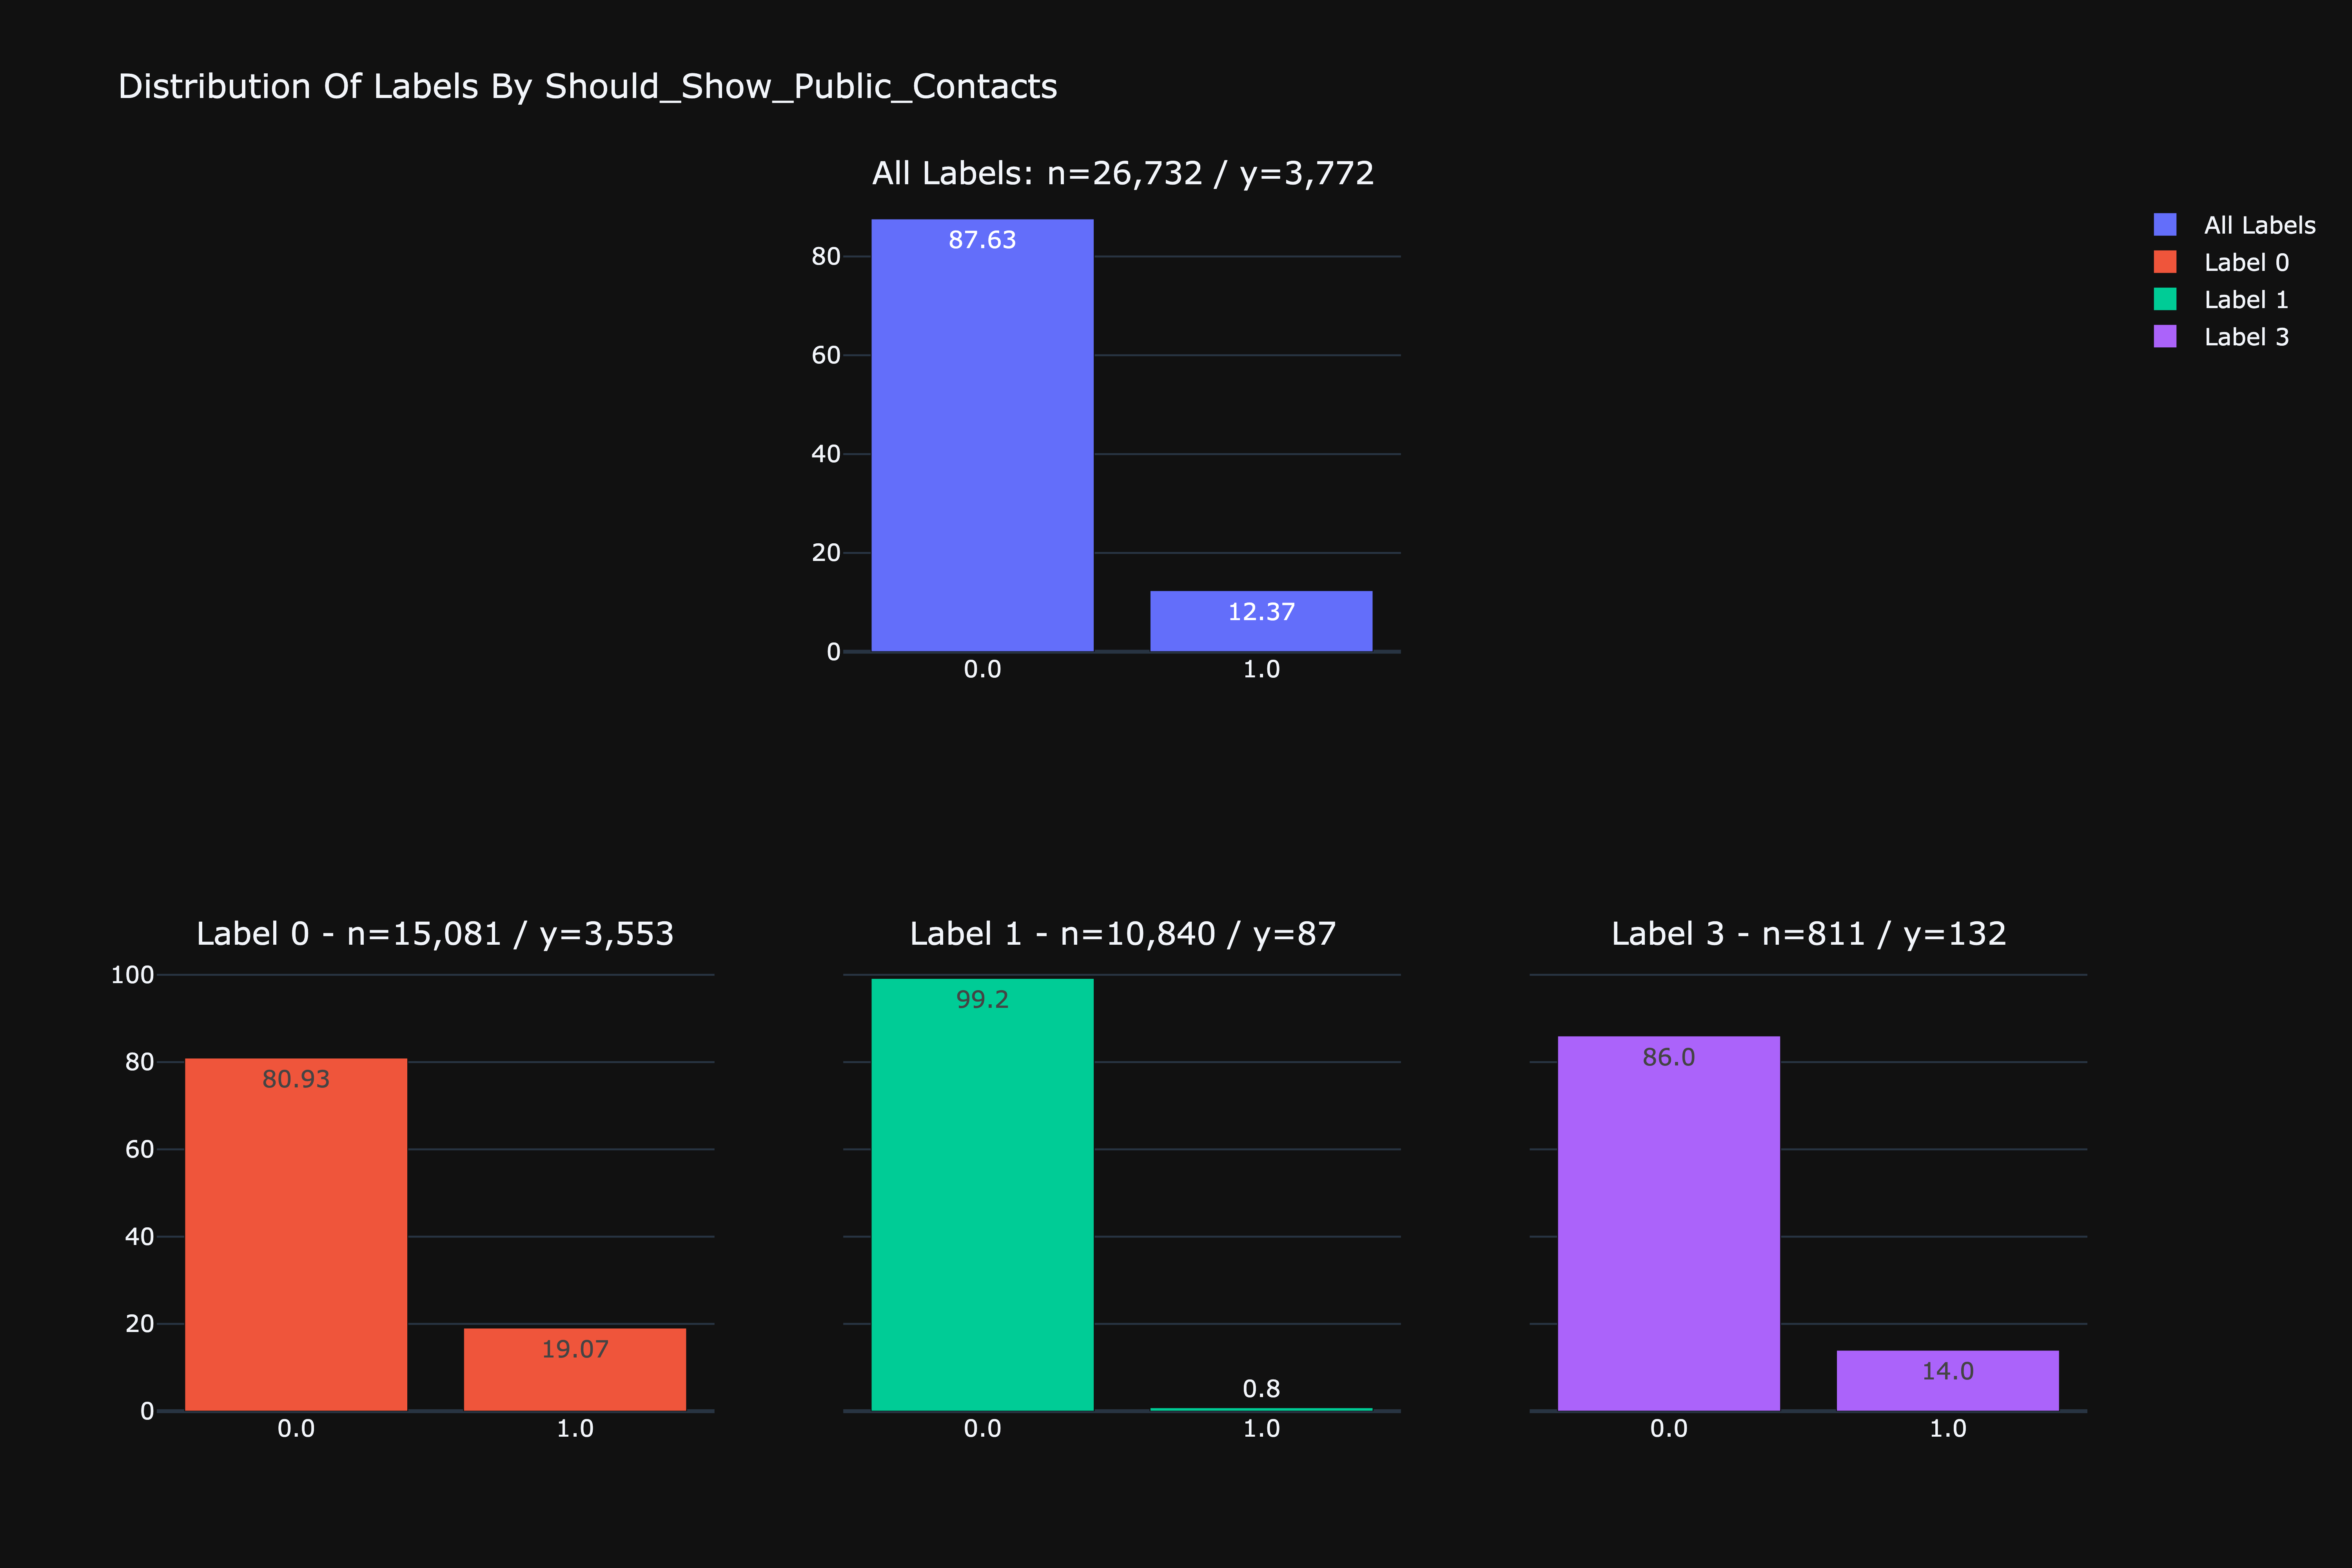 Distribution Of Labels By Should_Show_Public_Contacts
All Labels: n=26,732 / y=3,772
87.63
12.37
80
60
40
20
0
0.0 1.0
All Labels
Label 0
Label 1
Label 3
Label 0 - n=15,081 / y=3,553
100
80
60
40
20
0
80.93
19.07
0.0 1.0
Label 1 - n=10,840 / y=87
99.2
0.8
0.0 1.0
Label 3 - n=811 / y=132
86.0
14.0
0.0 1.0